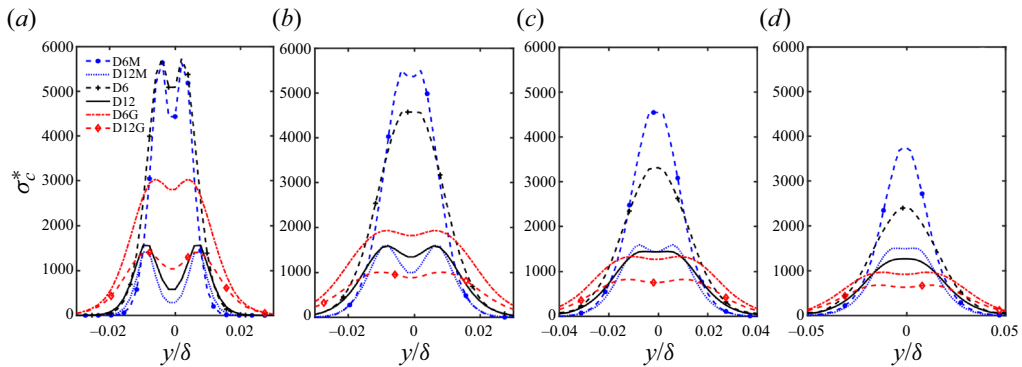 (a) (b) (c) (d)
6000 6000 6000 6000
5000 5000 5000 5000
4000 4000 4000 4000
3000 3000 3000 3000
2000 2000 2000 2000
1000 1000 1000 1000
0 0 0 0
D6M
D12M
D6
D12
D6G
D12G
σc*
−0.02 0 0.02 −0.02 0 0.02 −0.04 −0.02 0 0.02 0.04 −0.05 0 0.05
y/δ y/δ y/δ y/δ